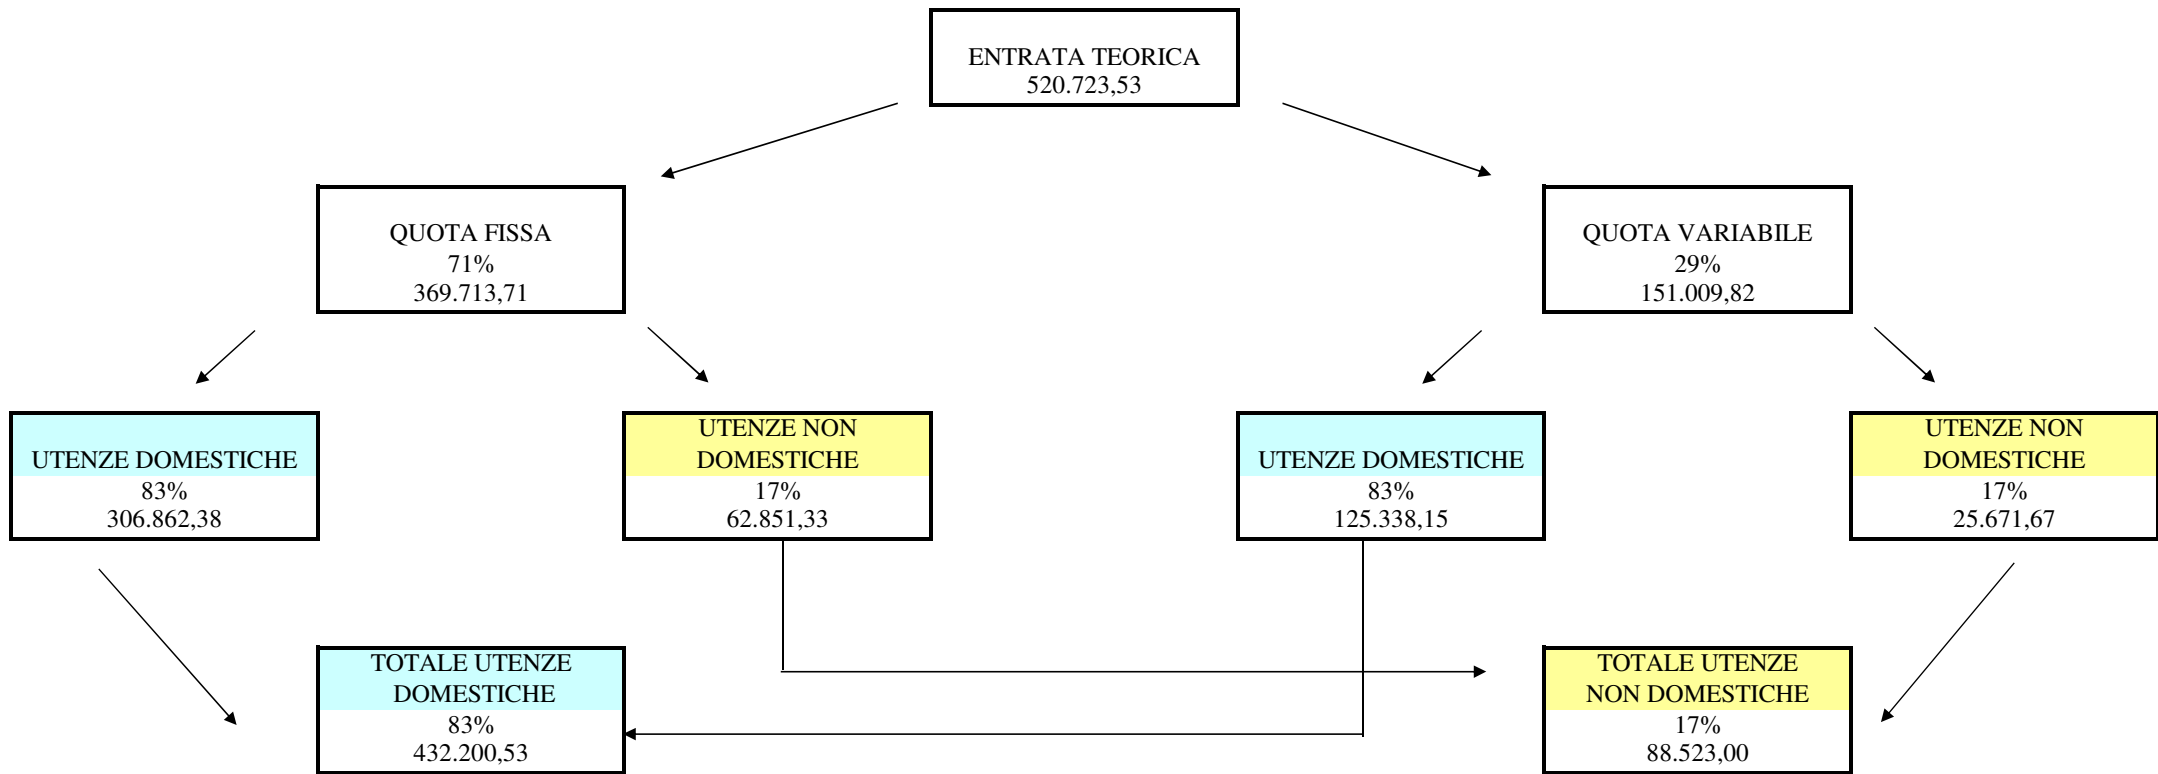 ENTRATA TEORICA
520.723,53
QUOTA FISSA
71%
369.713,71
QUOTA VARIABILE
29%
151.009,82
UTENZE DOMESTICHE
83%
306.862,38
UTENZE NON
DOMESTICHE
17%
62.851,33
UTENZE DOMESTICHE
83%
125.338,15
UTENZE NON
DOMESTICHE
17%
25.671,67
TOTALE UTENZE
DOMESTICHE
83%
432.200,53
TOTALE UTENZE
NON DOMESTICHE
17%
88.523,00